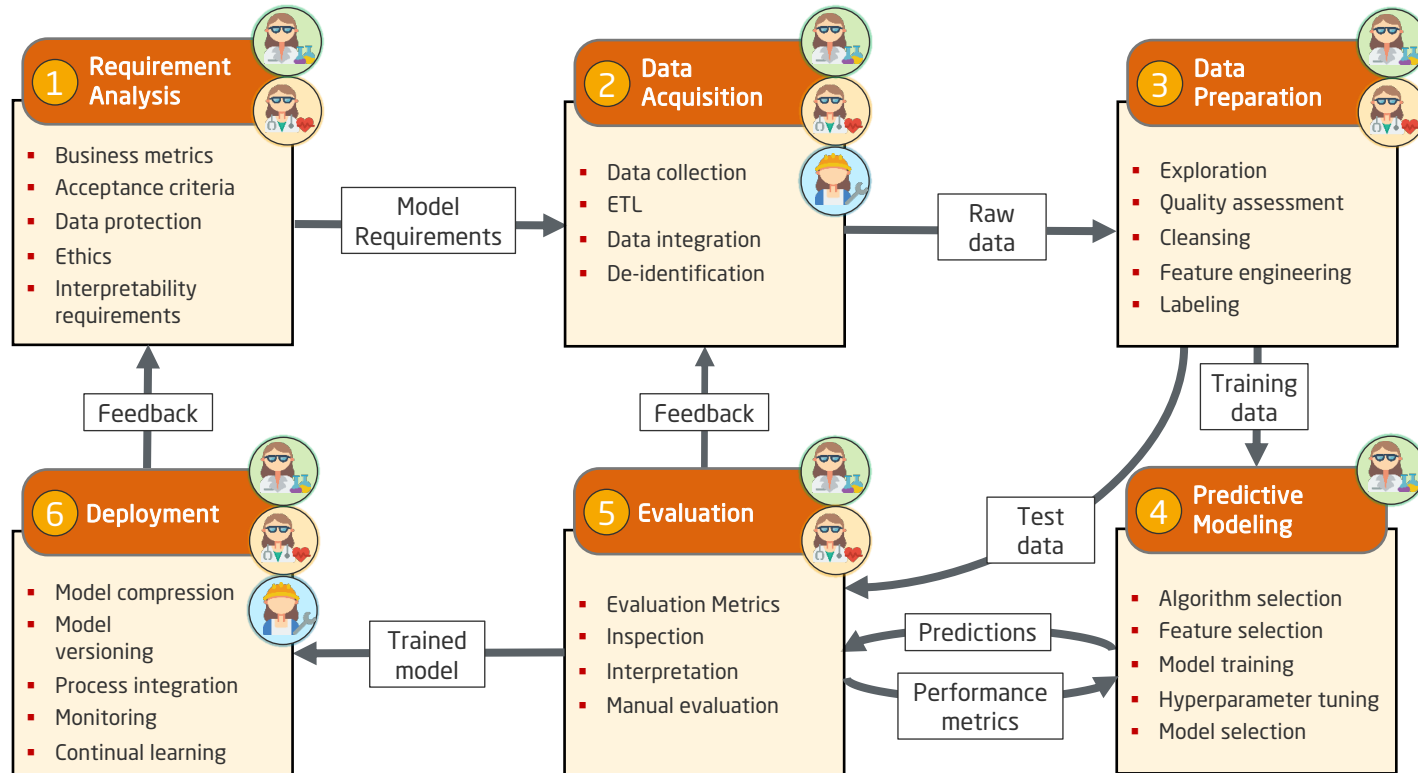 1
Requirement
Analysis
Business metrics
Acceptance criteria
Data protection
Ethics
Interpretability
requirements
Model
Requirements
2
Data
Acquisition
Data collection
ETL
Data integration
De-identification
Raw
data
3
Data
Preparation
Exploration
Quality assessment
Cleansing
Feature engineering
Labeling
Training
data
Test
data
4
Predictive
Modeling
Algorithm selection
Feature selection
Model training
Hyperparameter tuning
Model selection
Predictions
Performance
metrics
5
Evaluation
Evaluation Metrics
Inspection
Interpretation
Manual evaluation
Feedback
Trained
model
6
Deployment
Model compression
Model
versioning
Process integration
Monitoring
Continual learning
Feedback